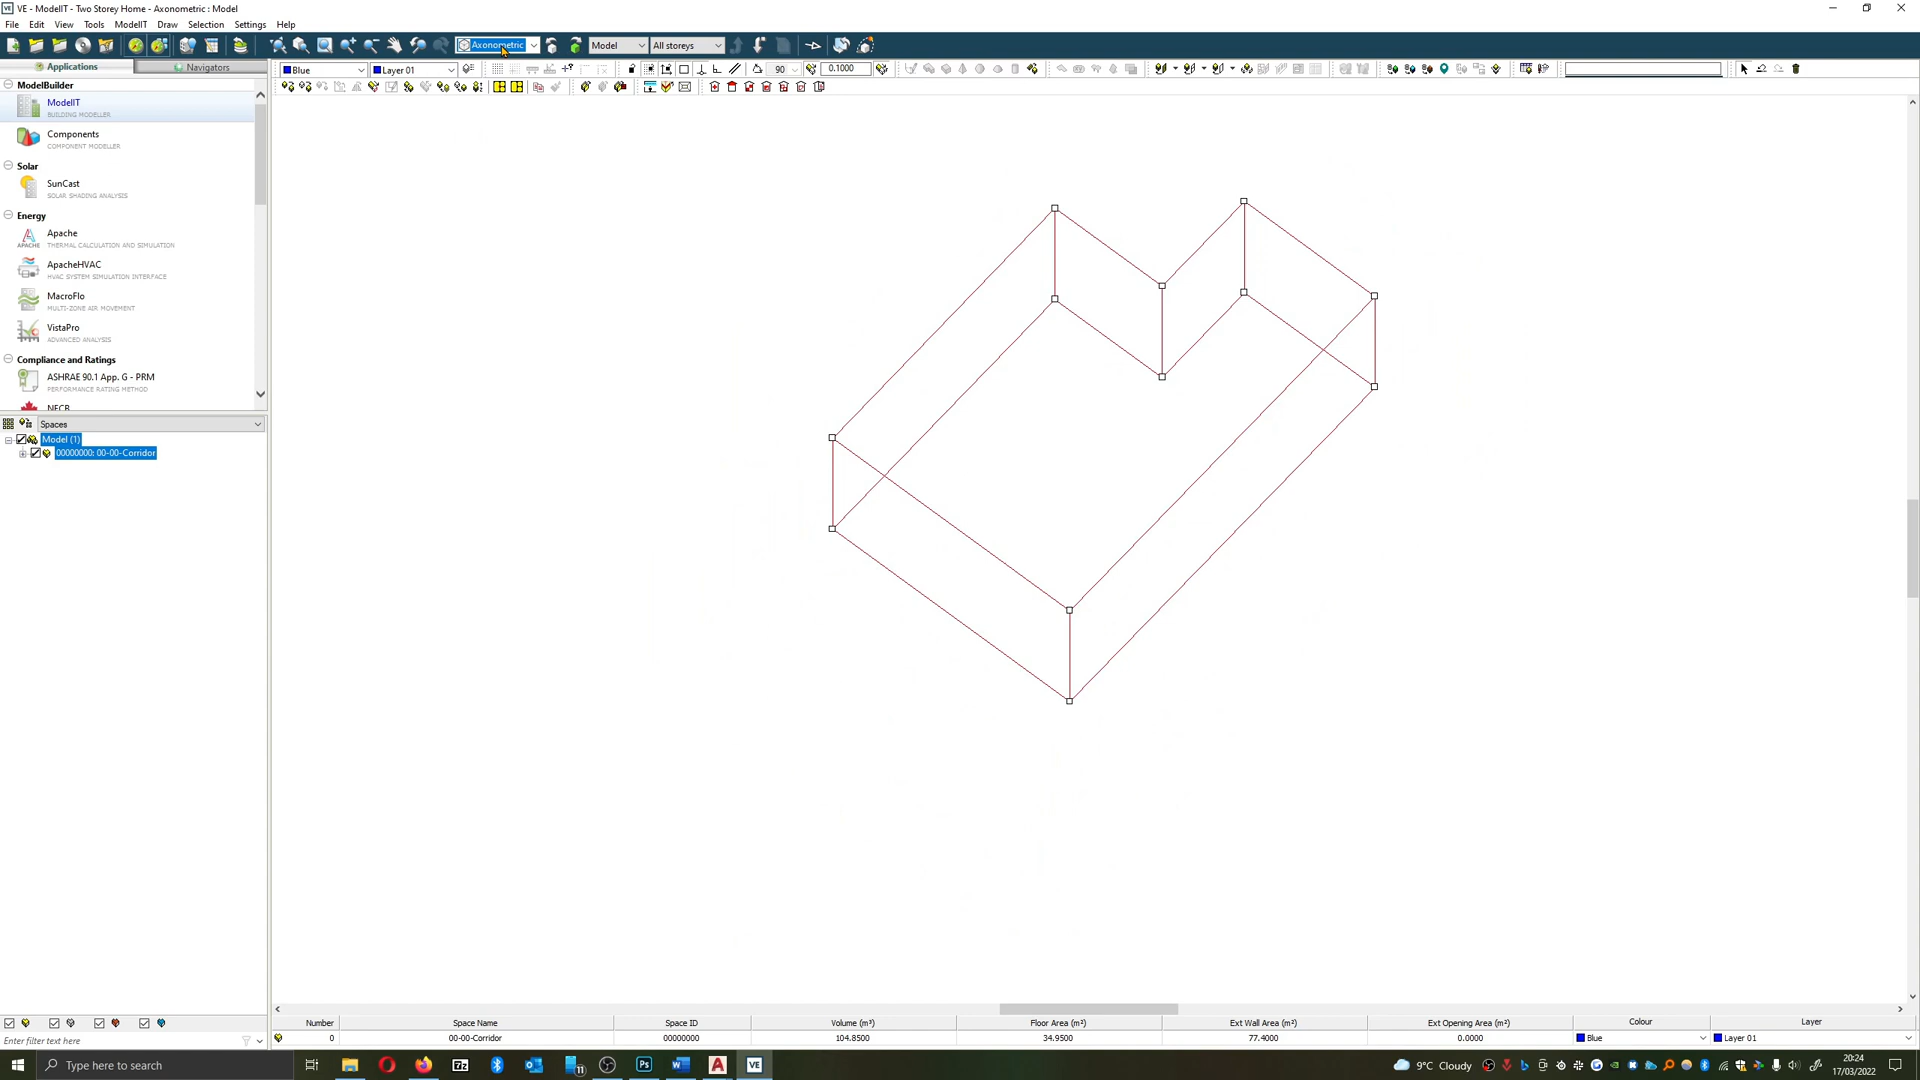 VE - ModelIT - Two Storey Home - Axonometric : Model
File Edit View Tools ModelIT Draw Selection Settings Help
Axonometric Model All storeys
Applications Navigators
Blue Layer 01 90 0.1000
ModelBuilder
ModelIT
BUILDING MODELLER
Components
COMPONENT MODELLER
Solar
SunCast
SOLAR SHADING ANALYSIS
Energy
Apache
APACHE THERMAL CALCULATION AND SIMULATION
ApacheHVAC
HVAC SYSTEM SIMULATION INTERFACE
MacroFlo
MULTI-ZONE AIR MOVEMENT
VistaPro
ADVANCED ANALYSIS
Compliance and Ratings
ASHRAE 90.1 App. G - PRM
PERFORMANCE RATING METHOD
NECB
Spaces
Model (1)
00000000: 00-00-Corridor
Number Space Name Space ID Volume (m³) Floor Area (m²) Ext Wall Area (m²) Ext Opening Area (m²) Colour Layer
0 00-00-Corridor 00000000 104.8500 34.9500 77.4000 0.0000 Blue Layer 01
Enter filter text here
Type here to search
9°C Cloudy
20:24
17/03/2022